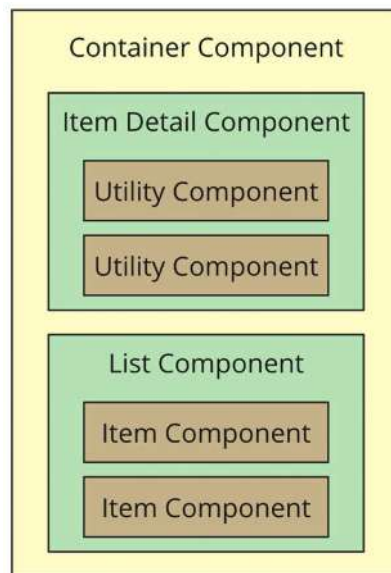 Container Component
Item Detail Component
Utility Component
Utility Component
List Component
Item Component
Item Component